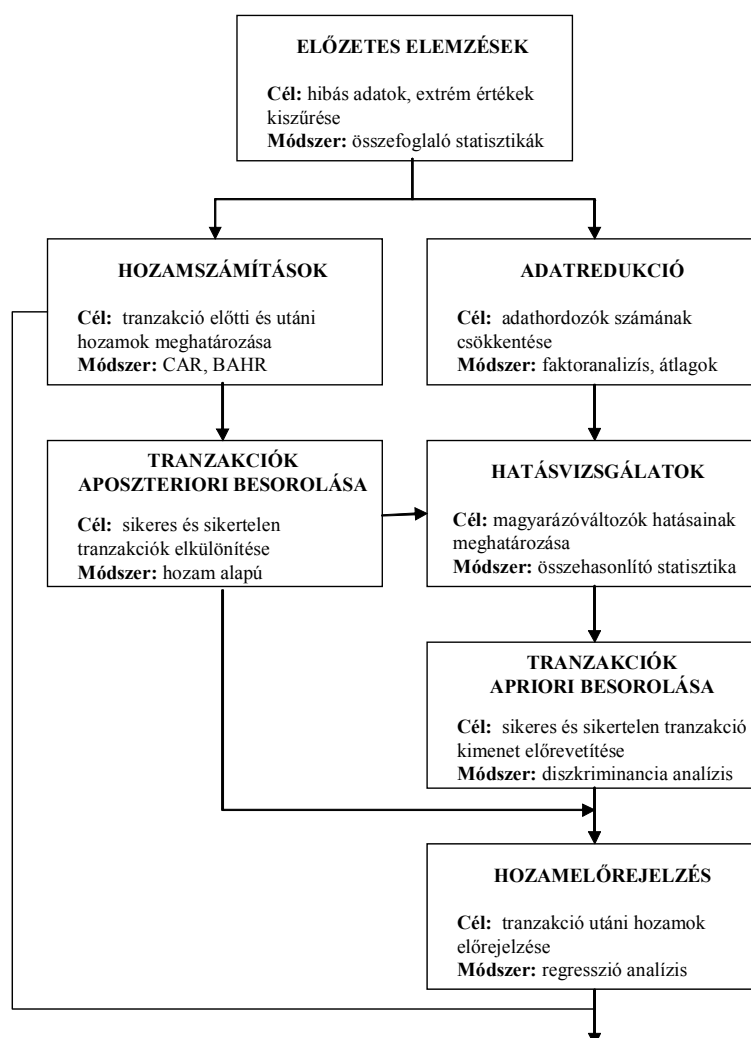 ELŐZETES ELEMZÉSEK
Cél: hibás adatok, extrém értékek
kiszűrése
Módszer: összefoglaló statisztikák
HOZAMSZÁMÍTÁSOK
Cél: tranzakció előtti és utáni
hozamok meghatározása
Módszer: CAR, BAHR
ADATREDUKCIÓ
Cél: adathordozók számának
csökkentése
Módszer: faktoranalizís, átlagok
TRANZAKCIÓK
APOSZTERIORI BESOROLÁSA
Cél: sikeres és sikertelen
tranzakciók elkülönítése
Módszer: hozam alapú
HATÁSVIZSGÁLATOK
Cél: magyarázóváltozók hatásainak
meghatározása
Módszer: összehasonlító statisztika
TRANZAKCIÓK
APRIORI BESOROLÁSA
Cél: sikeres és sikertelen tranzakció
kimenet előrevetítése
Módszer: diszkriminancia analízis
HOZAMELŐREJELZÉS
Cél: tranzakció utáni hozamok
előrejelzése
Módszer: regresszió analízis